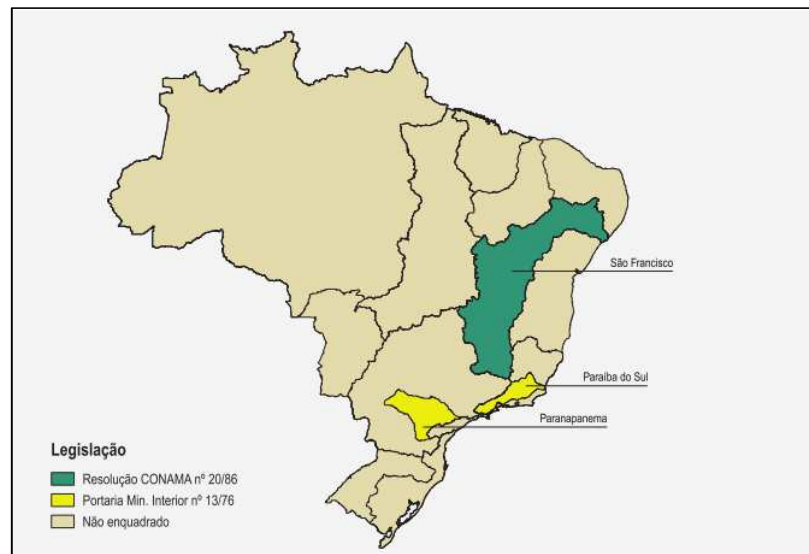 São Francisco
Paraíba do Sul
Paranapanema
Legislação
Resolução CONAMA nº 20/86
Portaria Min. Interior nº 13/76
Não enquadrado